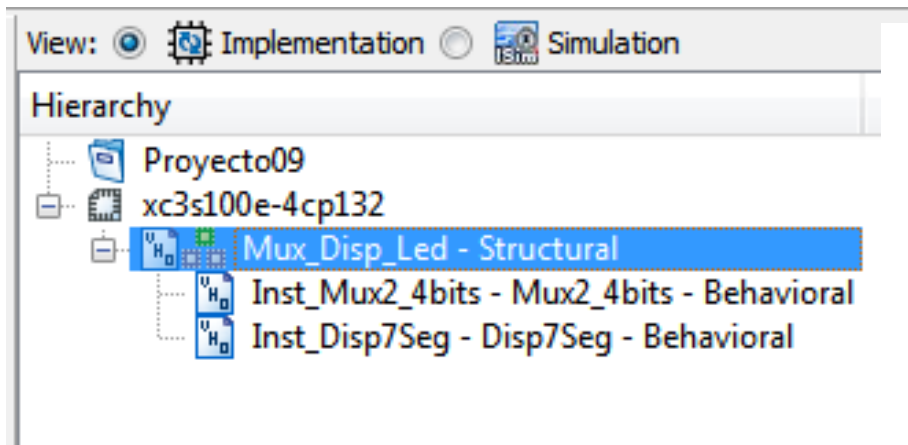 View: Implementation Simulation
Hierarchy
Proyecto09
xc3s100e-4cp132
Mux_Disp_Led - Structural
Inst_Mux2_4bits - Mux2_4bits - Behavioral
Inst_Disp7Seg - Disp7Seg - Behavioral